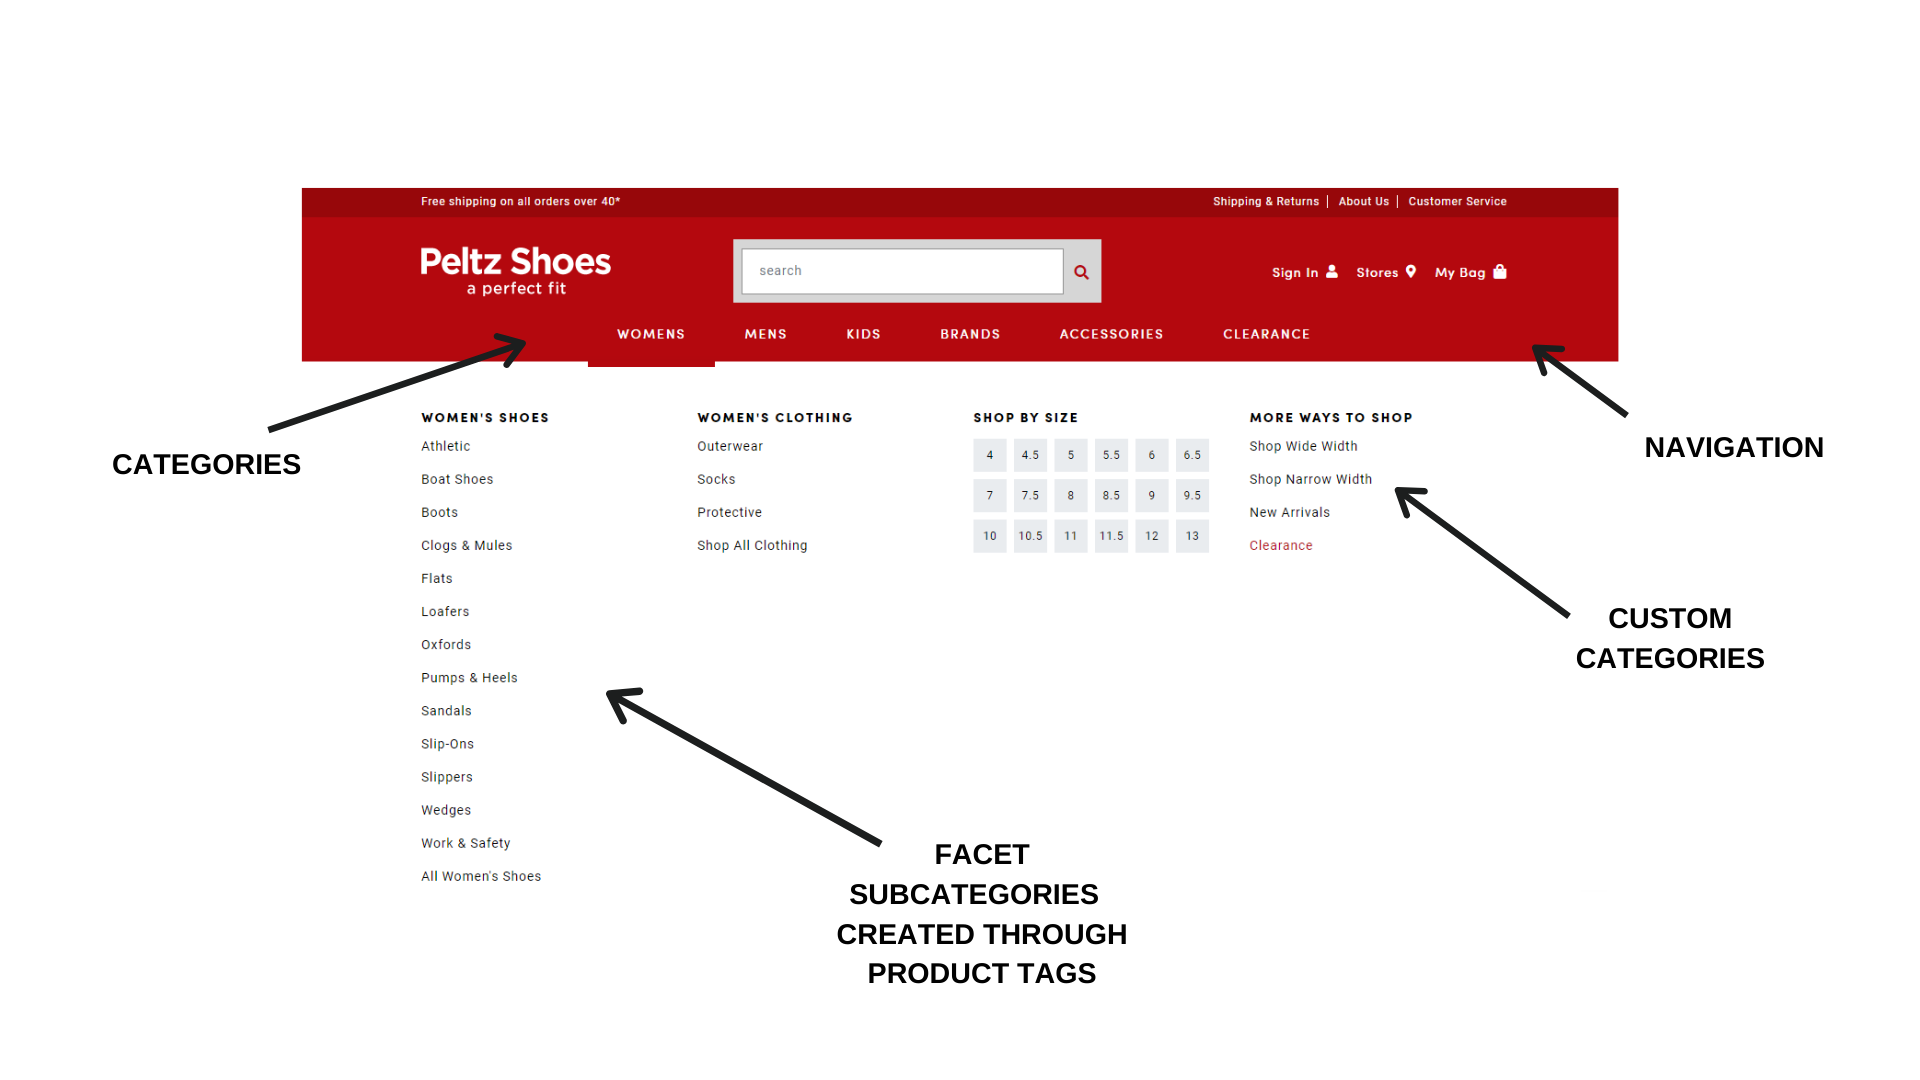 Free shipping on all orders over 40*
Shipping & Returns | About Us | Customer Service
Peltz Shoes
a perfect fit
search
Sign In Stores My Bag
WOMENS MENS KIDS BRANDS ACCESSORIES CLEARANCE
CATEGORIES
NAVIGATION
WOMEN'S SHOES
Athletic
Boat Shoes
Boots
Clogs & Mules
Flats
Loafers
Oxfords
Pumps & Heels
Sandals
Slip-Ons
Slippers
Wedges
Work & Safety
All Women's Shoes
WOMEN'S CLOTHING
Outerwear
Socks
Protective
Shop All Clothing
SHOP BY SIZE
4 4.5 5 5.5 6 6.5
7 7.5 8 8.5 9 9.5
10 10.5 11 11.5 12 13
MORE WAYS TO SHOP
Shop Wide Width
Shop Narrow Width
New Arrivals
Clearance
CUSTOM
CATEGORIES
FACET
SUBCATEGORIES
CREATED THROUGH
PRODUCT TAGS